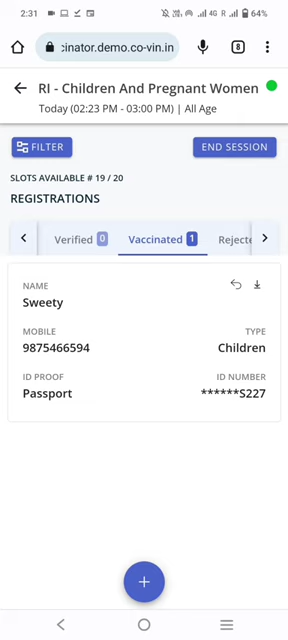 2:31 4G R 64%
:cinator.demo.co-vin.in 8
RI - Children And Pregnant Women
Today (02:23 PM - 03:00 PM) | All Age
FILTER END SESSION
SLOTS AVAILABLE # 19 / 20
REGISTRATIONS
Verified 0 Vaccinated 1 Rejecte
NAME
Sweety
MOBILE TYPE
9875466594 Children
ID PROOF ID NUMBER
Passport ******S227